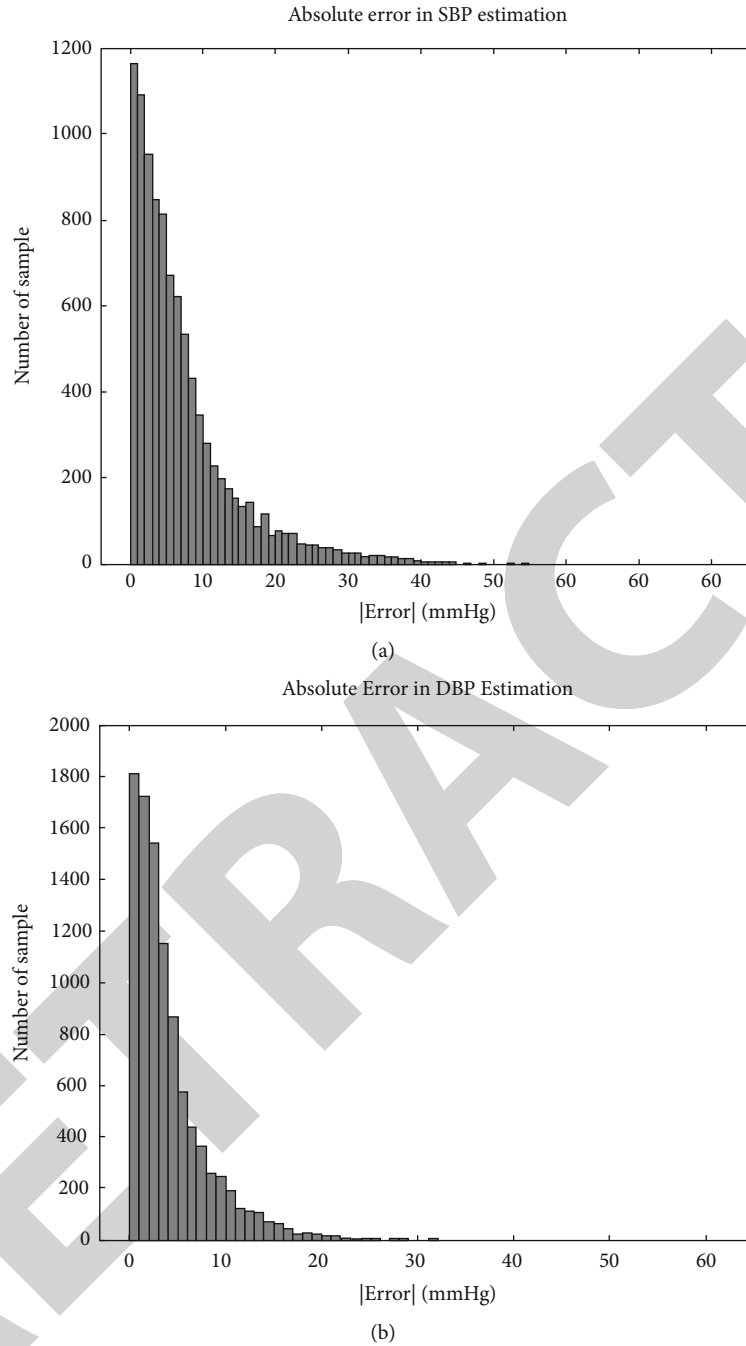 Absolute error in SBP estimation
1200
1000
800
600
400
200
0
Number of sample
0 10 20 30 40 50 60 60 60
|Error| (mmHg)
(a)
Absolute Error in DBP Estimation
2000
1800
1600
1400
1200
1000
800
600
400
200
0
Number of sample
0 10 20 30 40 50 60
|Error| (mmHg)
(b)
RETRACT